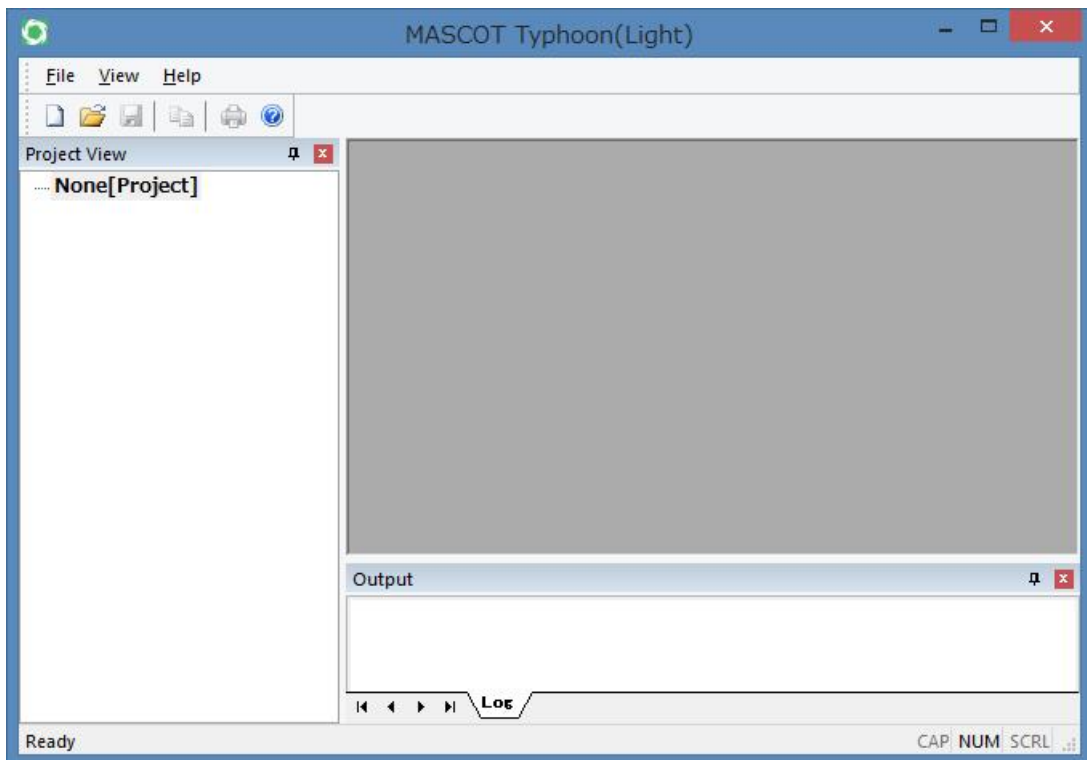 MASCOT Typhoon(Light)
File View Help
Project View
None[Project]
Output
Log
Ready CAP NUM SCRL